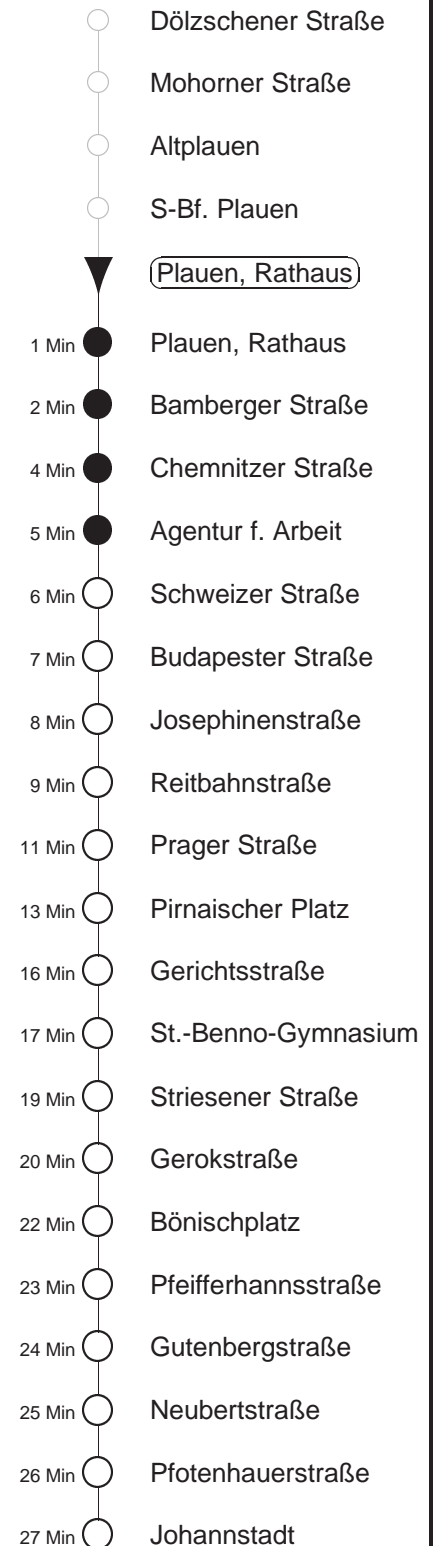 Dölzschener Straße
Mohorner Straße
Altplauen
S-Bf. Plauen
Plauen, Rathaus
1 Min Plauen, Rathaus
2 Min Bamberger Straße
4 Min Chemnitzer Straße
5 Min Agentur f. Arbeit
6 Min Schweizer Straße
7 Min Budapester Straße
8 Min Josephinenstraße
9 Min Reitbahnstraße
11 Min Prager Straße
13 Min Pirnaischer Platz
16 Min Gerichtsstraße
17 Min St.-Benno-Gymnasium
19 Min Striesener Straße
20 Min Gerokstraße
22 Min Bönischplatz
23 Min Pfeifferhannsstraße
24 Min Gutenbergstraße
25 Min Neubertstraße
26 Min Pfotenhauerstraße
27 Min Johannstadt